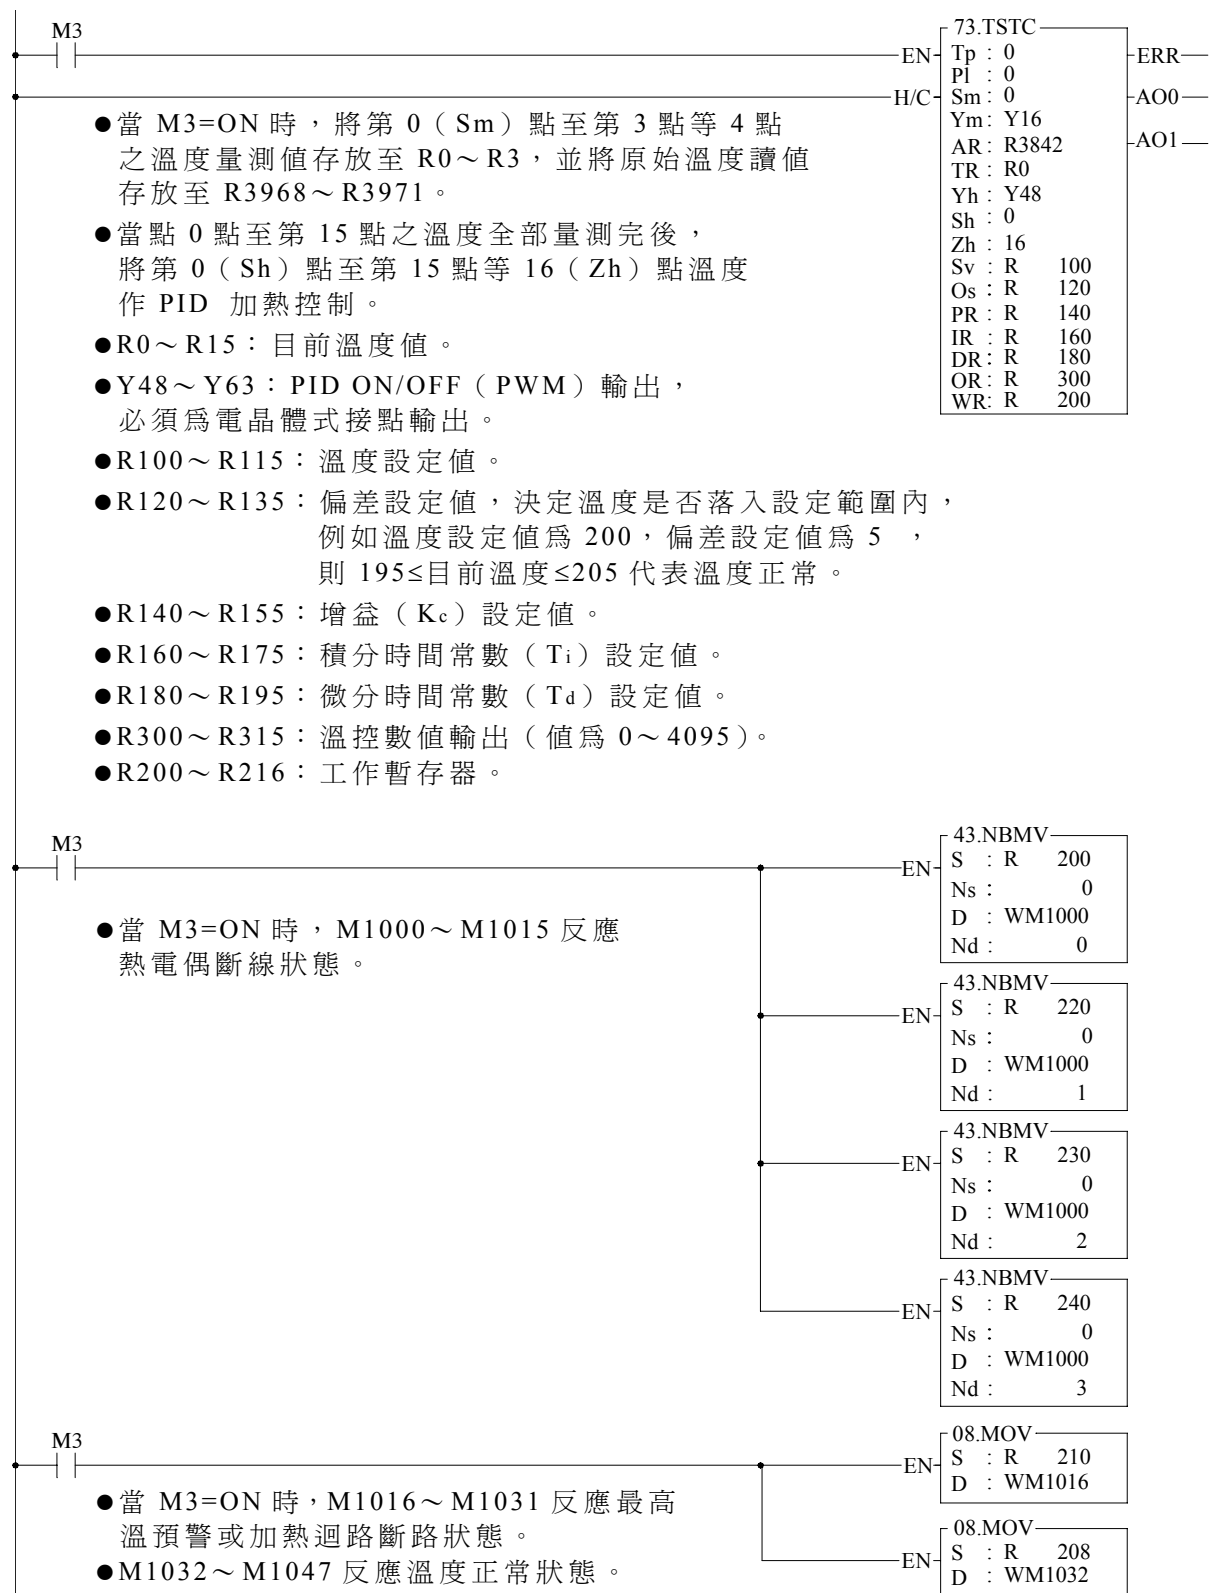 M3
73.TSTC
EN
Tp : 0
ERR
Pl : 0
H/C
Sm : 0
AO0
Ym : Y16
AR : R3842
AO1
TR : R0
Yh : Y48
Sh : 0
Zh : 16
Sv : R 100
Os : R 120
PR : R 140
IR : R 160
DR : R 180
OR : R 300
WR: R 200
●當 M3=ON 時，將第 0（Sm）點至第 3 點等 4 點
之溫度量測值存放至 R0～R3，並將原始溫度讀值
存放至 R3968～R3971。
●當點 0 點至第 15 點之溫度全部量測完後，
將第 0（Sh）點至第 15 點等 16（Zh）點溫度
作 PID 加熱控制。
●R0～R15：目前溫度值。
●Y48～Y63：PID ON/OFF（PWM）輸出，
必須爲電晶體式接點輸出。
●R100～R115：溫度設定值。
●R120～R135：偏差設定值，決定溫度是否落入設定範圍內，
例如溫度設定值爲 200，偏差設定值爲 5 ，
則 195≤目前溫度≤205 代表溫度正常。
●R140～R155：增益（Kc）設定值。
●R160～R175：積分時間常數（Ti）設定值。
●R180～R195：微分時間常數（Td）設定值。
●R300～R315：溫控數值輸出（值爲 0～4095）。
●R200～R216：工作暫存器。
M3
43.NBMV
EN
S : R 200
Ns : 0
D : WM1000
Nd : 0
●當 M3=ON 時，M1000～M1015 反應
熱電偶斷線狀態。
43.NBMV
EN
S : R 220
Ns : 0
D : WM1000
Nd : 1
43.NBMV
EN
S : R 230
Ns : 0
D : WM1000
Nd : 2
43.NBMV
EN
S : R 240
Ns : 0
D : WM1000
Nd : 3
M3
08.MOV
EN
S : R 210
D : WM1016
●當 M3=ON 時，M1016～M1031 反應最高
溫預警或加熱迴路斷路狀態。
●M1032～M1047 反應溫度正常狀態。
08.MOV
EN
S : R 208
D : WM1032